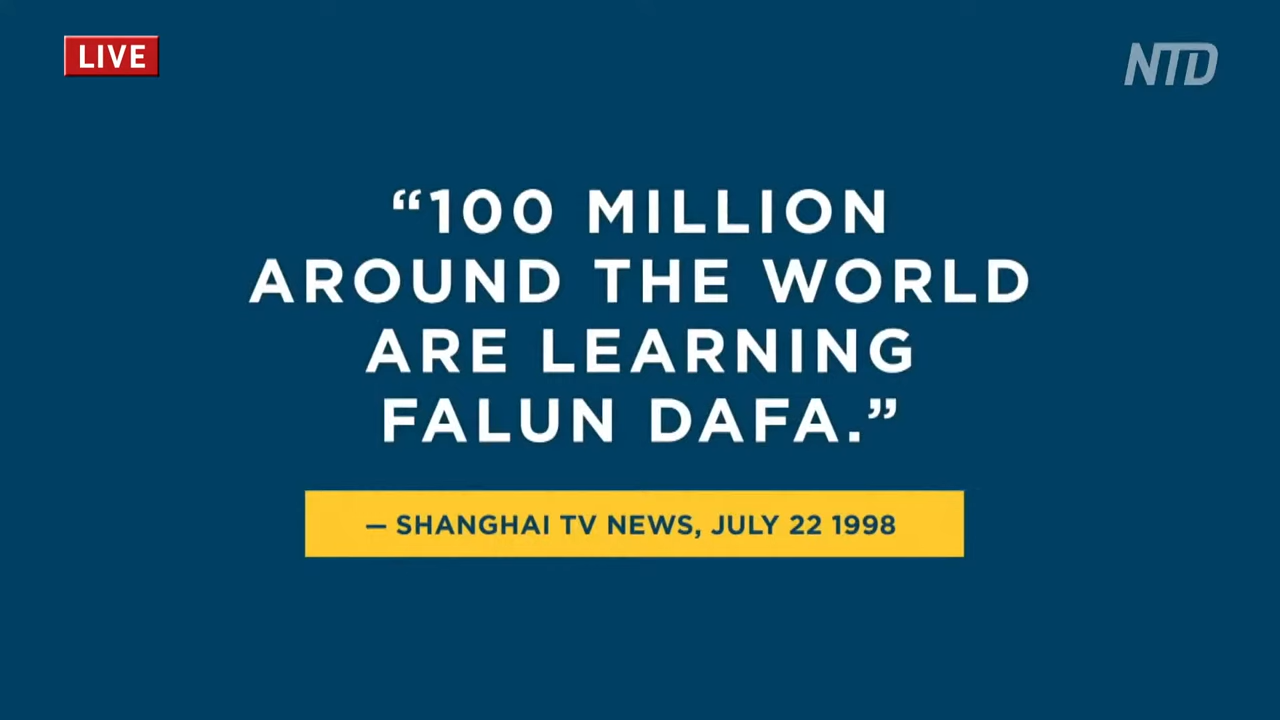 LIVE
NTD
“100 MILLION
AROUND THE WORLD
ARE LEARNING
FALUN DAFA.”
– SHANGHAI TV NEWS, JULY 22 1998